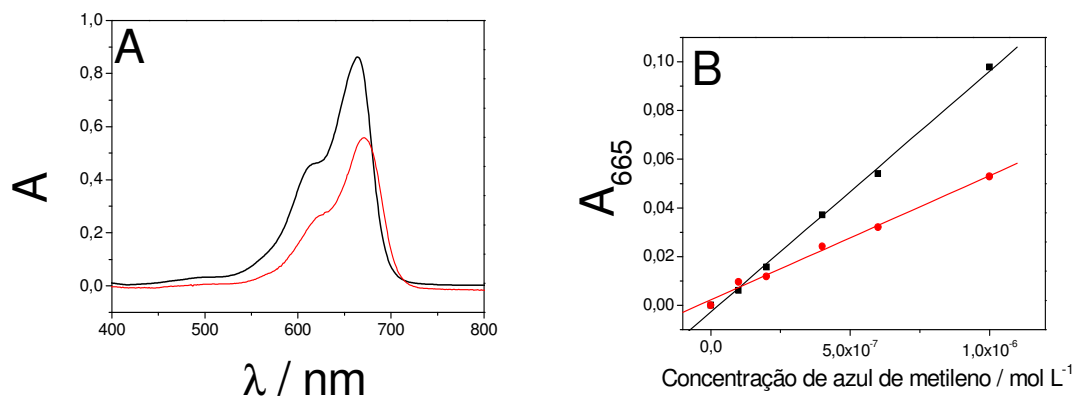 A
1,0
0,8
0,6
0,4
0,2
0,0
A
400 500 600 700 800
λ / nm
B
0,10
0,08
0,06
0,04
0,02
0,00
A665
0,0 5,0x10⁻⁷ 1,0x10⁻⁶
Concentração de azul de metileno / mol L⁻¹